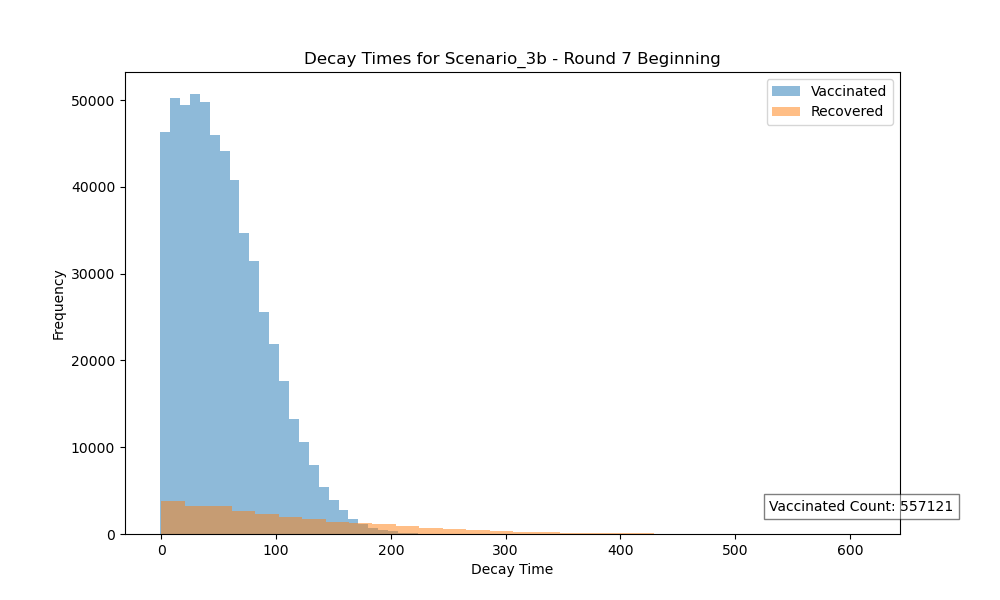 Decay Times for Scenario_3b - Round 7 Beginning
Vaccinated
Recovered
50000
40000
30000
20000
10000
0
Frequency
Vaccinated Count: 557121
0 100 200 300 400 500 600
Decay Time